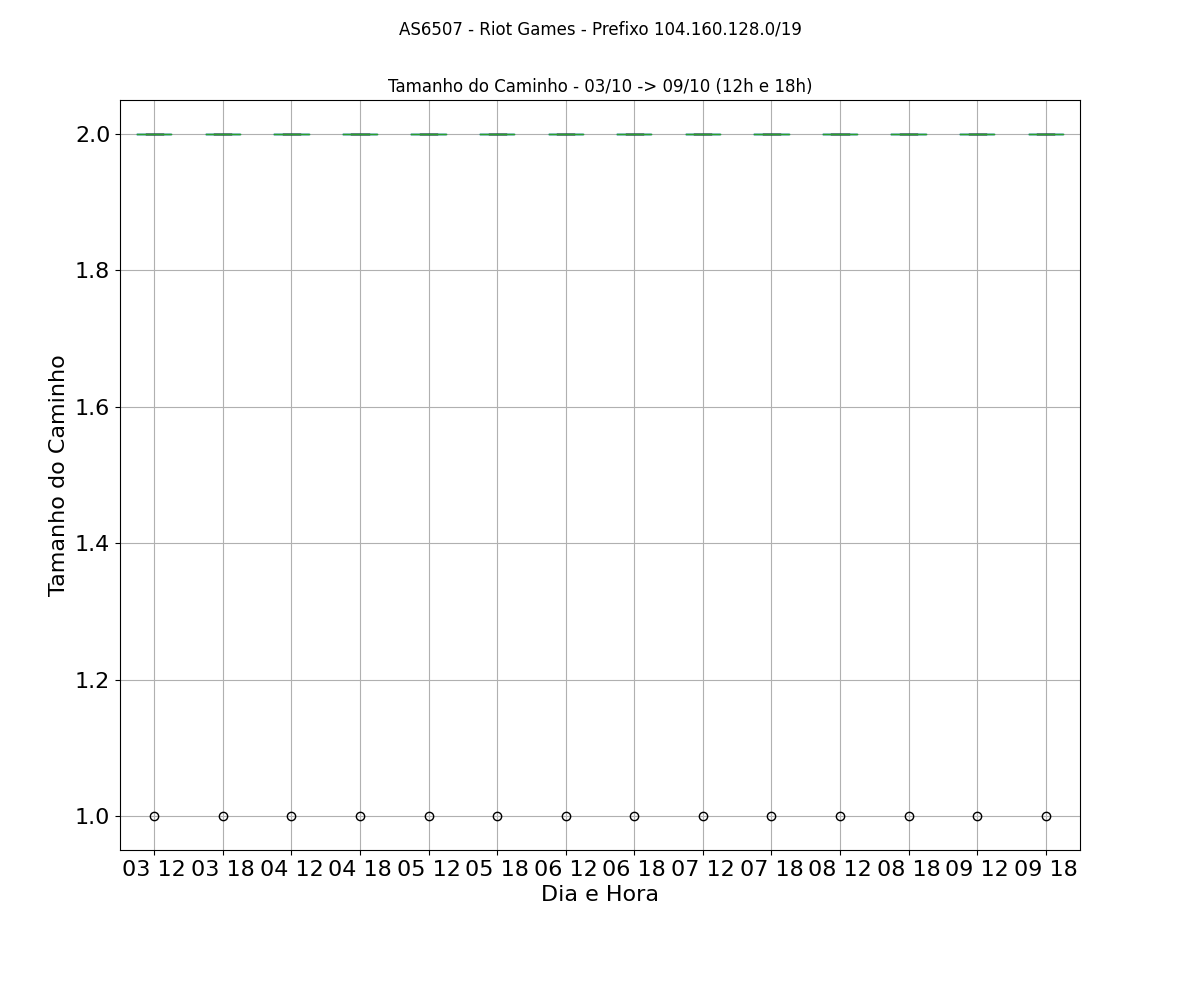 AS6507 - Riot Games - Prefixo 104.160.128.0/19
Tamanho do Caminho - 03/10 -> 09/10 (12h e 18h)
2.0
1.8
1.6
1.4
1.2
1.0
Tamanho do Caminho
03 12 03 18 04 12 04 18 05 12 05 18 06 12 06 18 07 12 07 18 08 12 08 18 09 12 09 18
Dia e Hora